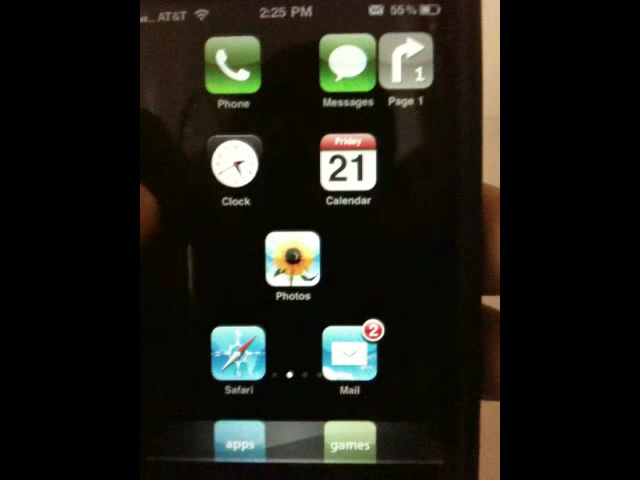 AT&T 2:25 PM 55%
1
Phone Messages Page 1
Friday
21
Clock Calendar
Photos
2
Safari Mail
apps games